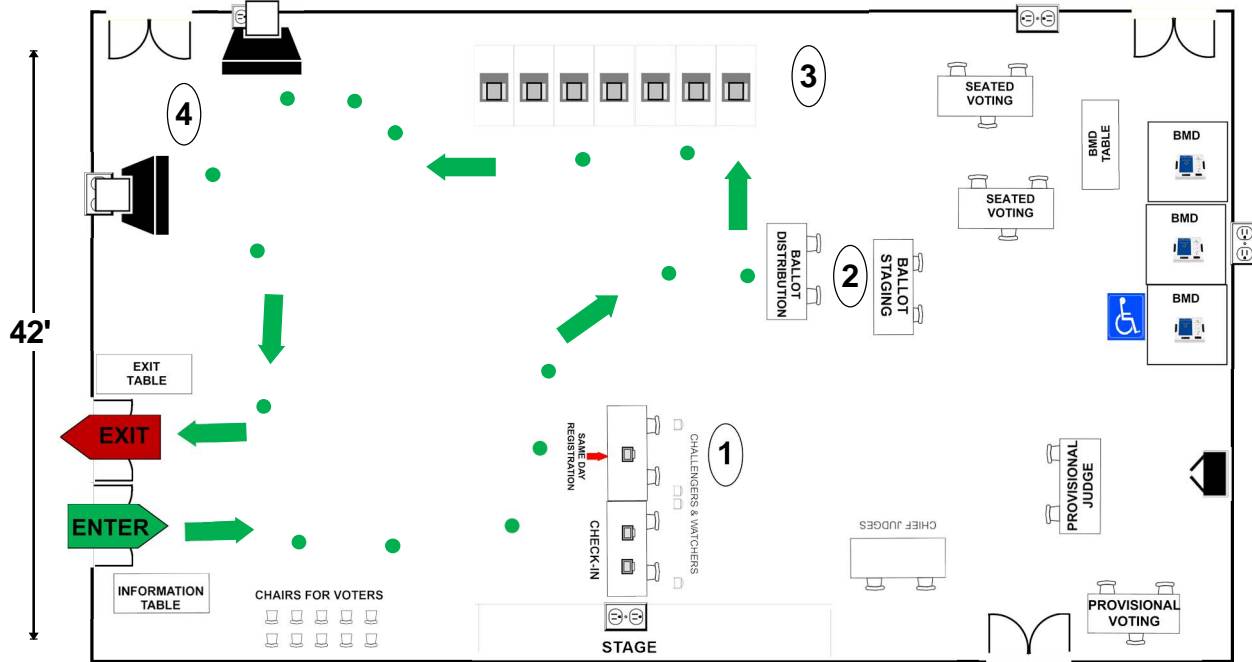 4
3
SEATED
VOTING
BMD
TABLE
BMD
SEATED
VOTING
BMD
BALLOT
DISTRIBUTION
2
BALLOT
STAGING
BMD
42'
EXIT
TABLE
EXIT
SAME DAY
REGISTRATION
CHALLENGERS & WATCHERS
1
PROVISIONAL
JUDGE
ENTER
CHECK-IN
CHIEF JUDGES
INFORMATION
TABLE
CHAIRS FOR VOTERS
PROVISIONAL
VOTING
STAGE